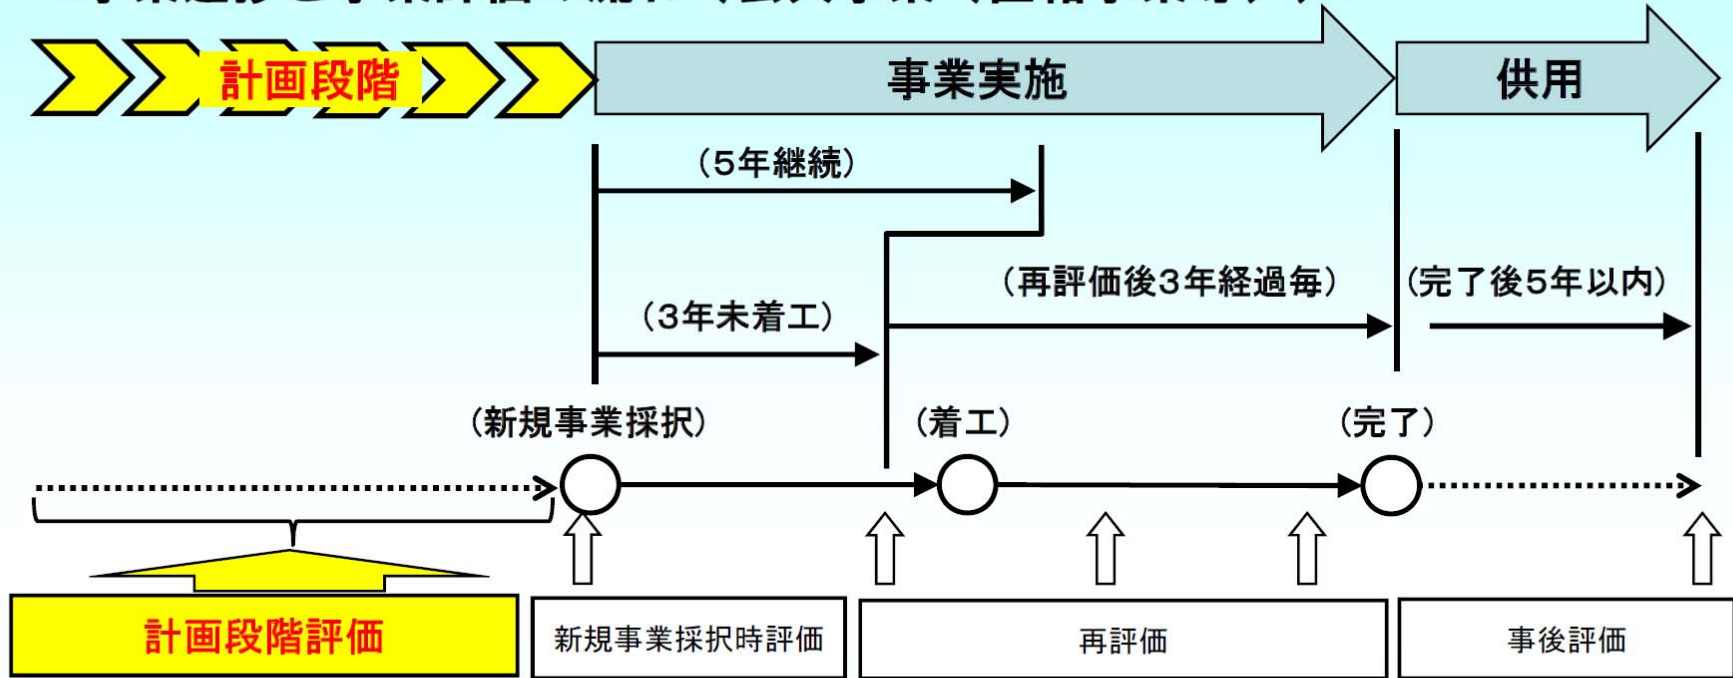 計画段階
事業実施
供用
（5年継続）
（再評価後3年経過毎）
（完了後5年以内）
（3年未着工）
（新規事業採択）
（着工）
（完了）
計画段階評価
新規事業採択時評価
再評価
事後評価